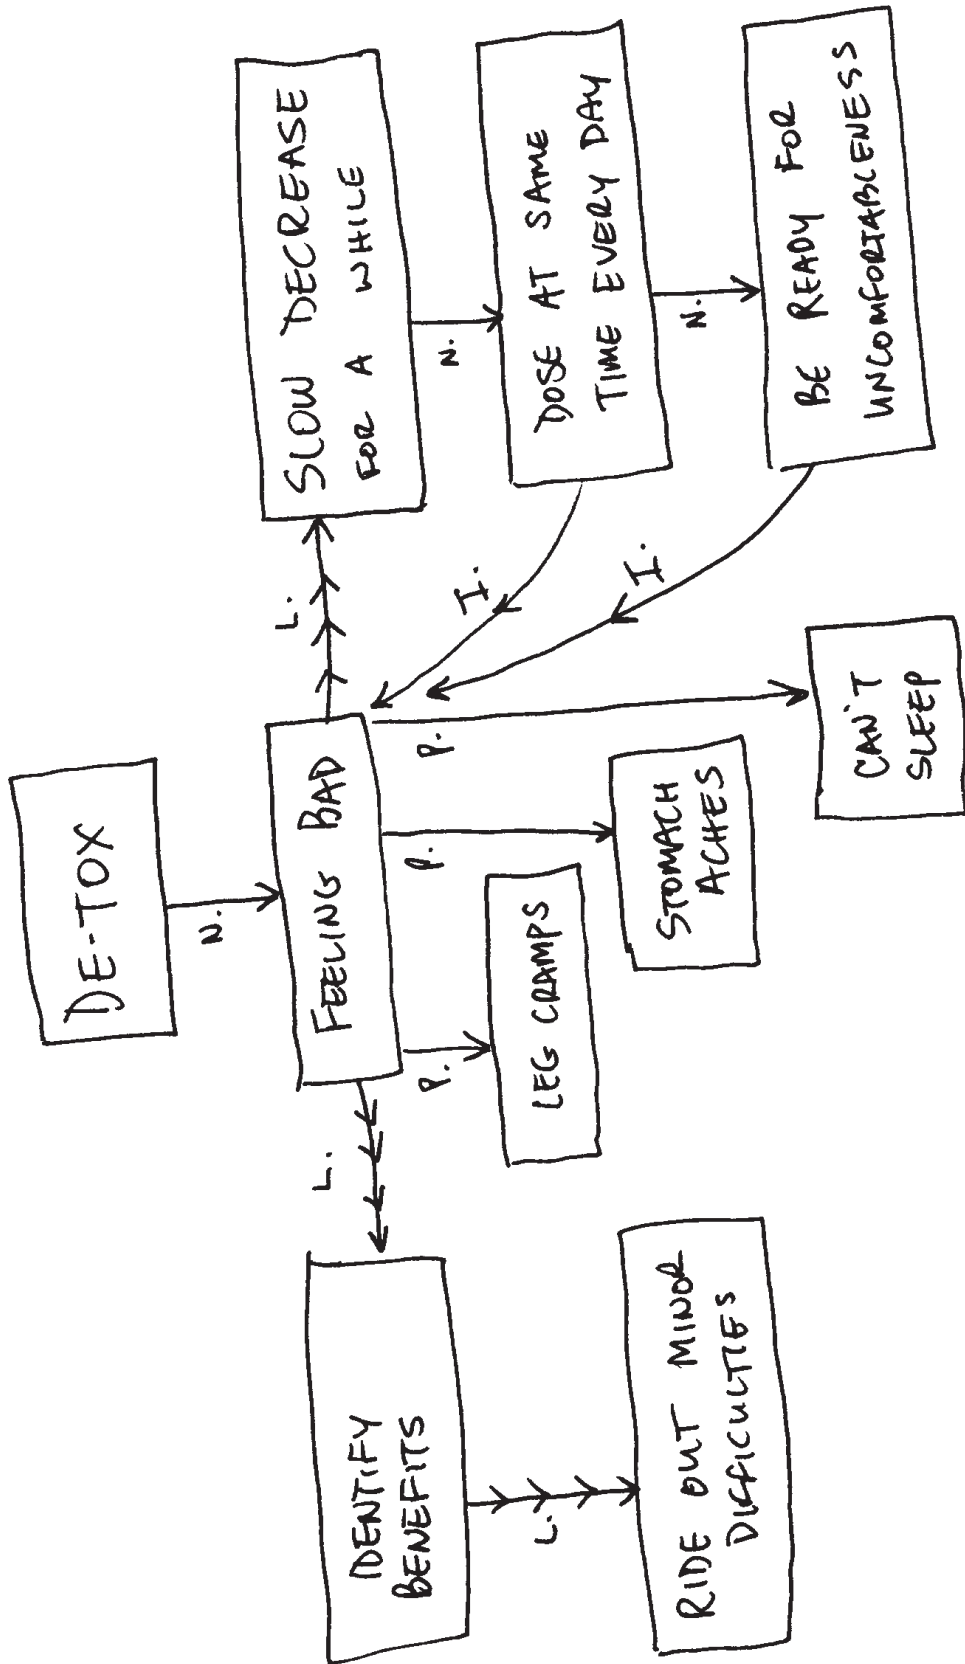 DE-TOX
N.
FEELING BAD
L.
L.
IDENTIFY
BENEFITS
L.
RIDE OUT MINOR
DIFFICULTIES
P.
LEG CRAMPS
P.
STOMACH
ACHES
P.
CAN'T
SLEEP
SLOW DECREASE
FOR A WHILE
N.
DOSE AT SAME
TIME EVERY DAY
N.
BE READY FOR
UNCOMFORTABLENESS
I.
I.